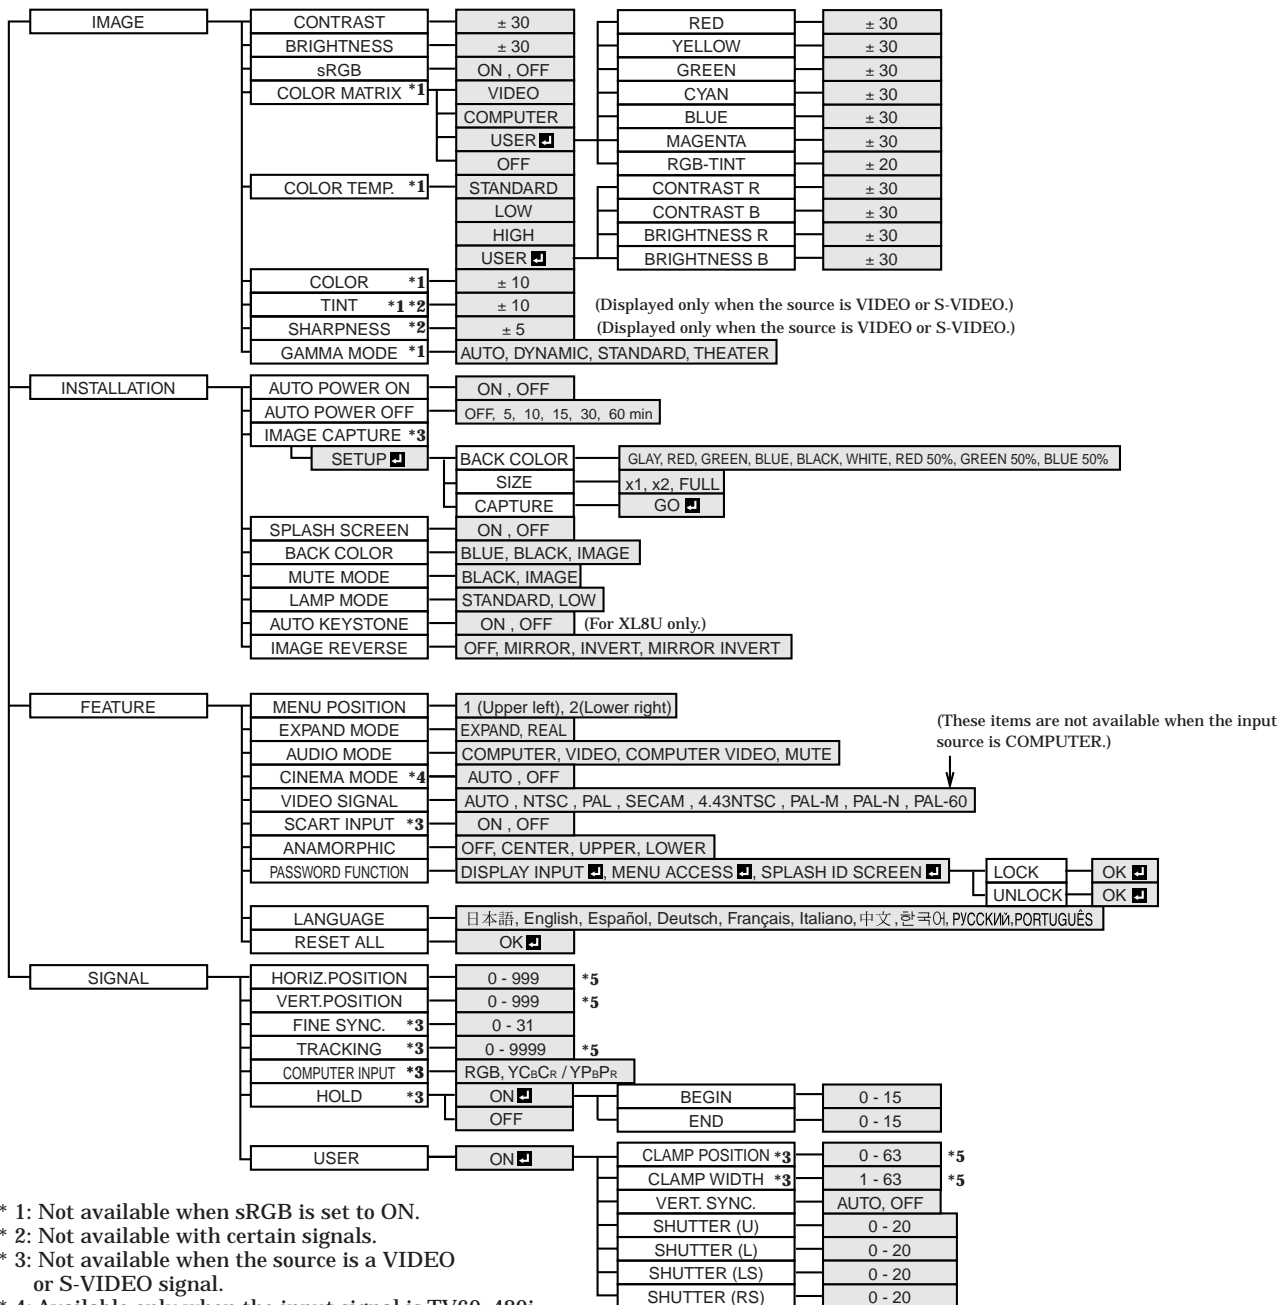 IMAGE CONTRAST ± 30 RED ± 30
BRIGHTNESS ± 30 YELLOW ± 30
sRGB ON , OFF GREEN ± 30
COLOR MATRIX *1 VIDEO CYAN ± 30
COMPUTER BLUE ± 30
USER MAGENTA ± 30
OFF RGB-TINT ± 20
COLOR TEMP. *1 STANDARD CONTRAST R ± 30
LOW CONTRAST B ± 30
HIGH BRIGHTNESS R ± 30
USER BRIGHTNESS B ± 30
COLOR *1 ± 10
TINT *1 *2 ± 10 (Displayed only when the source is VIDEO or S-VIDEO.)
SHARPNESS *2 ± 5 (Displayed only when the source is VIDEO or S-VIDEO.)
GAMMA MODE *1 AUTO, DYNAMIC, STANDARD, THEATER
INSTALLATION AUTO POWER ON ON , OFF
AUTO POWER OFF OFF, 5, 10, 15, 30, 60 min
IMAGE CAPTURE *3
SETUP BACK COLOR GLAY, RED, GREEN, BLUE, BLACK, WHITE, RED 50%, GREEN 50%, BLUE 50%
SIZE x1, x2, FULL
CAPTURE GO
SPLASH SCREEN ON , OFF
BACK COLOR BLUE, BLACK, IMAGE
MUTE MODE BLACK, IMAGE
LAMP MODE STANDARD, LOW
AUTO KEYSTONE ON , OFF (For XL8U only.)
IMAGE REVERSE OFF, MIRROR, INVERT, MIRROR INVERT
FEATURE MENU POSITION 1 (Upper left), 2(Lower right)
(These items are not available when the input
source is COMPUTER.)
EXPAND MODE EXPAND, REAL
AUDIO MODE COMPUTER, VIDEO, COMPUTER VIDEO, MUTE
CINEMA MODE *4 AUTO , OFF
VIDEO SIGNAL AUTO , NTSC , PAL , SECAM , 4.43NTSC , PAL-M , PAL-N , PAL-60
SCART INPUT *3 ON , OFF
ANAMORPHIC OFF, CENTER, UPPER, LOWER
PASSWORD FUNCTION DISPLAY INPUT , MENU ACCESS , SPLASH ID SCREEN LOCK OK
UNLOCK OK
LANGUAGE 日本語, English, Español, Deutsch, Français, Italiano, 中文, 한국어, РУССКИЙ, PORTUGUÊS
RESET ALL OK
SIGNAL HORIZ.POSITION 0 - 999 *5
VERT.POSITION 0 - 999 *5
FINE SYNC. *3 0 - 31
TRACKING *3 0 - 9999 *5
COMPUTER INPUT *3 RGB, YCBCR / YPBPR
HOLD *3 ON BEGIN 0 - 15
OFF END 0 - 15
USER ON CLAMP POSITION *3 0 - 63 *5
CLAMP WIDTH *3 1 - 63 *5
VERT. SYNC. AUTO, OFF
SHUTTER (U) 0 - 20
SHUTTER (L) 0 - 20
SHUTTER (LS) 0 - 20
SHUTTER (RS) 0 - 20
* 1: Not available when sRGB is set to ON.
* 2: Not available with certain signals.
* 3: Not available when the source is a VIDEO
or S-VIDEO signal.
* 4: Available only when the input signal is TV60, 480i